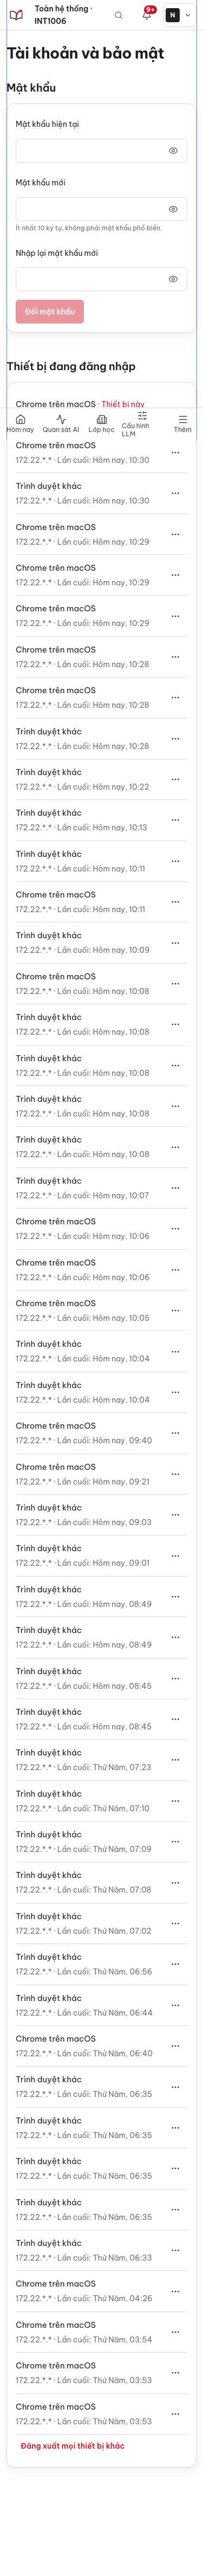 Toàn hệ thống ·
INT1006
9+
N
Tài khoản và bảo mật
Mật khẩu
Mật khẩu hiện tại
Mật khẩu mới
Ít nhất 10 ký tự, không phải mật khẩu phổ biến.
Nhập lại mật khẩu mới
Đổi mật khẩu
Thiết bị đang đăng nhập
Chrome trên macOS · Thiết bị này
Hôm nay
Quan sát AI
Lớp học
Cấu hình
LLM
Thêm
Chrome trên macOS
172.22.*.* · Lần cuối: Hôm nay, 10:30
Trình duyệt khác
172.22.*.* · Lần cuối: Hôm nay, 10:30
Chrome trên macOS
172.22.*.* · Lần cuối: Hôm nay, 10:29
Chrome trên macOS
172.22.*.* · Lần cuối: Hôm nay, 10:29
Chrome trên macOS
172.22.*.* · Lần cuối: Hôm nay, 10:29
Chrome trên macOS
172.22.*.* · Lần cuối: Hôm nay, 10:28
Chrome trên macOS
172.22.*.* · Lần cuối: Hôm nay, 10:28
Trình duyệt khác
172.22.*.* · Lần cuối: Hôm nay, 10:28
Trình duyệt khác
172.22.*.* · Lần cuối: Hôm nay, 10:22
Trình duyệt khác
172.22.*.* · Lần cuối: Hôm nay, 10:13
Trình duyệt khác
172.22.*.* · Lần cuối: Hôm nay, 10:11
Chrome trên macOS
172.22.*.* · Lần cuối: Hôm nay, 10:11
Trình duyệt khác
172.22.*.* · Lần cuối: Hôm nay, 10:09
Chrome trên macOS
172.22.*.* · Lần cuối: Hôm nay, 10:08
Trình duyệt khác
172.22.*.* · Lần cuối: Hôm nay, 10:08
Trình duyệt khác
172.22.*.* · Lần cuối: Hôm nay, 10:08
Trình duyệt khác
172.22.*.* · Lần cuối: Hôm nay, 10:08
Trình duyệt khác
172.22.*.* · Lần cuối: Hôm nay, 10:08
Trình duyệt khác
172.22.*.* · Lần cuối: Hôm nay, 10:07
Chrome trên macOS
172.22.*.* · Lần cuối: Hôm nay, 10:06
Chrome trên macOS
172.22.*.* · Lần cuối: Hôm nay, 10:06
Chrome trên macOS
172.22.*.* · Lần cuối: Hôm nay, 10:05
Trình duyệt khác
172.22.*.* · Lần cuối: Hôm nay, 10:04
Trình duyệt khác
172.22.*.* · Lần cuối: Hôm nay, 10:04
Chrome trên macOS
172.22.*.* · Lần cuối: Hôm nay, 09:40
Chrome trên macOS
172.22.*.* · Lần cuối: Hôm nay, 09:21
Trình duyệt khác
172.22.*.* · Lần cuối: Hôm nay, 09:03
Trình duyệt khác
172.22.*.* · Lần cuối: Hôm nay, 09:01
Trình duyệt khác
172.22.*.* · Lần cuối: Hôm nay, 08:49
Trình duyệt khác
172.22.*.* · Lần cuối: Hôm nay, 08:49
Trình duyệt khác
172.22.*.* · Lần cuối: Hôm nay, 08:45
Trình duyệt khác
172.22.*.* · Lần cuối: Hôm nay, 08:45
Trình duyệt khác
172.22.*.* · Lần cuối: Thứ Năm, 07:23
Trình duyệt khác
172.22.*.* · Lần cuối: Thứ Năm, 07:10
Trình duyệt khác
172.22.*.* · Lần cuối: Thứ Năm, 07:09
Trình duyệt khác
172.22.*.* · Lần cuối: Thứ Năm, 07:08
Trình duyệt khác
172.22.*.* · Lần cuối: Thứ Năm, 07:02
Trình duyệt khác
172.22.*.* · Lần cuối: Thứ Năm, 06:56
Trình duyệt khác
172.22.*.* · Lần cuối: Thứ Năm, 06:44
Chrome trên macOS
172.22.*.* · Lần cuối: Thứ Năm, 06:40
Trình duyệt khác
172.22.*.* · Lần cuối: Thứ Năm, 06:35
Trình duyệt khác
172.22.*.* · Lần cuối: Thứ Năm, 06:35
Trình duyệt khác
172.22.*.* · Lần cuối: Thứ Năm, 06:35
Trình duyệt khác
172.22.*.* · Lần cuối: Thứ Năm, 06:35
Trình duyệt khác
172.22.*.* · Lần cuối: Thứ Năm, 06:33
Chrome trên macOS
172.22.*.* · Lần cuối: Thứ Năm, 04:26
Chrome trên macOS
172.22.*.* · Lần cuối: Thứ Năm, 03:54
Chrome trên macOS
172.22.*.* · Lần cuối: Thứ Năm, 03:53
Chrome trên macOS
172.22.*.* · Lần cuối: Thứ Năm, 03:53
Đăng xuất mọi thiết bị khác